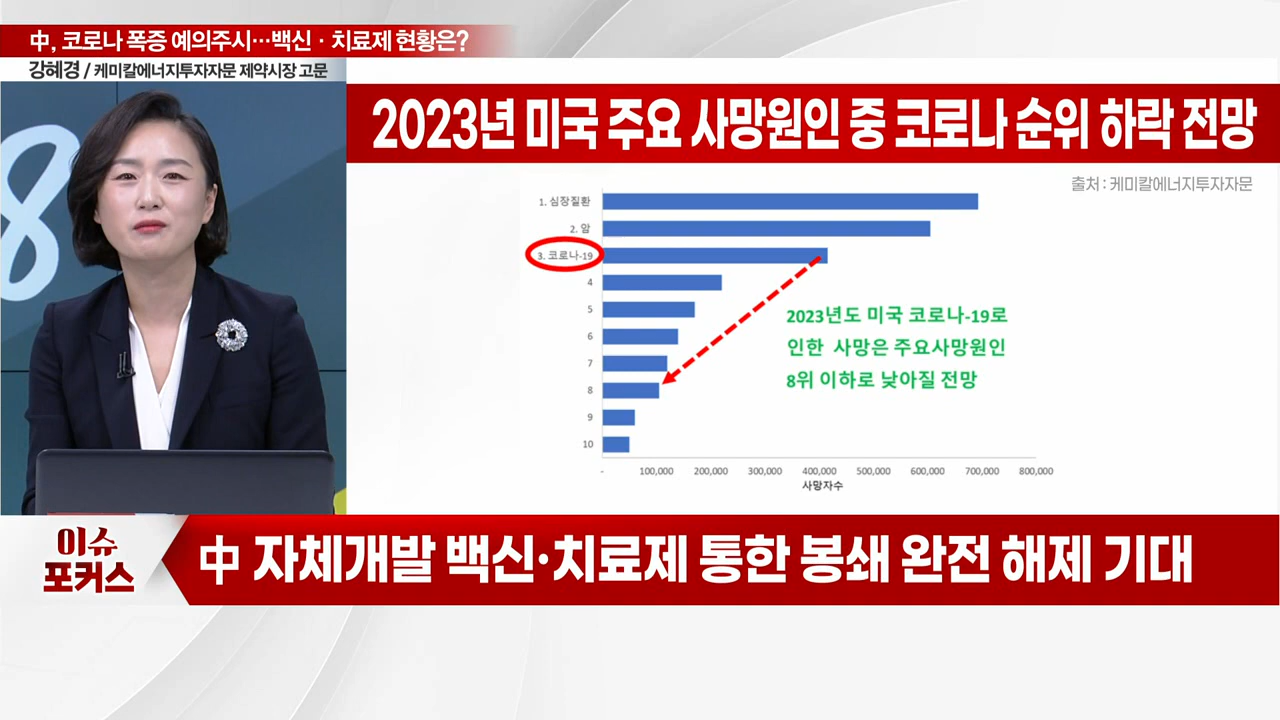 中, 코로나 폭증 예의주시…백신 · 치료제 현황은?
강혜경 / 케미칼에너지투자자문 제약시장 고문
8
2023년 미국 주요 사망원인 중 코로나 순위 하락 전망
출처 : 케미칼에너지투자자문
1. 심장질환
2. 암
3. 코로나-19
4
5
6
7
8
9
10
2023년도 미국 코로나-19로
인한 사망은 주요사망원인
8위 이하로 낮아질 전망
- 100,000 200,000 300,000 400,000 500,000 600,000 700,000 800,000
사망자수
이슈
포커스
中 자체개발 백신·치료제 통한 봉쇄 완전 해제 기대